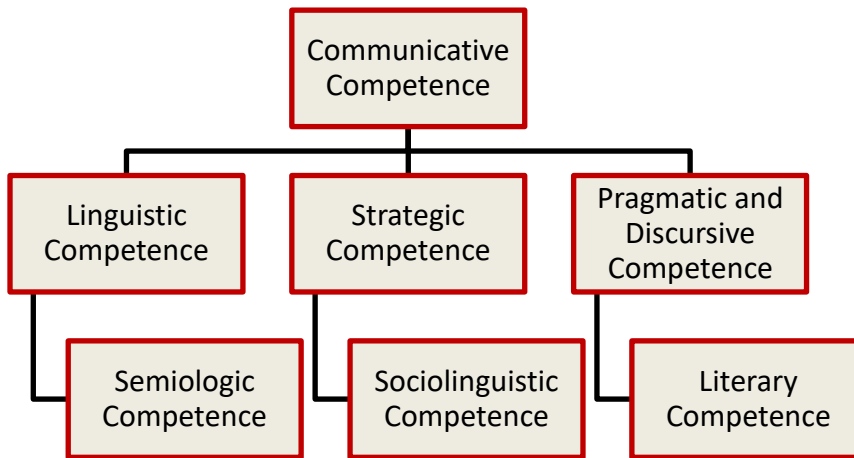 Communicative
Competence
Linguistic
Competence
Strategic
Competence
Pragmatic and
Discursive
Competence
Semiologic
Competence
Sociolinguistic
Competence
Literary
Competence